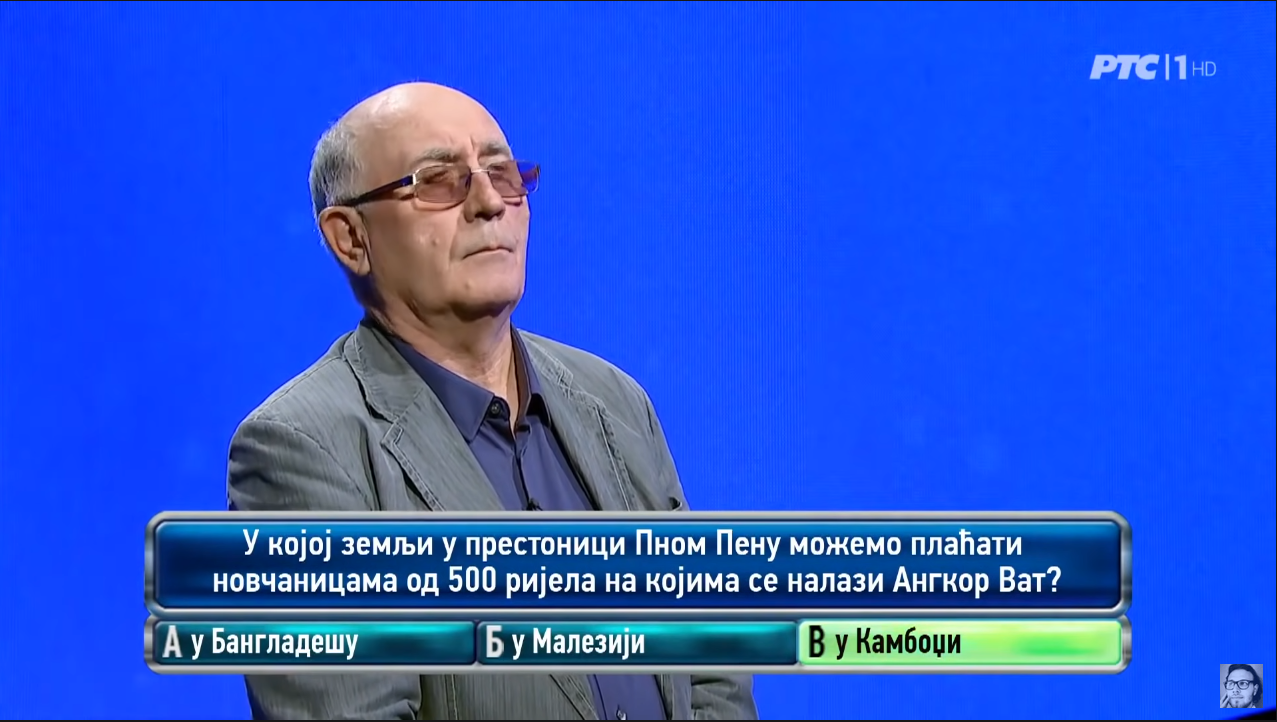 РТС|1 HD
У којој земљи у престоници Пном Пену можемо плаћати
новчаницама од 500 ријела на којима се налази Ангкор Ват?
А у Бангладешу
Б у Малезији
В у Камбоџи